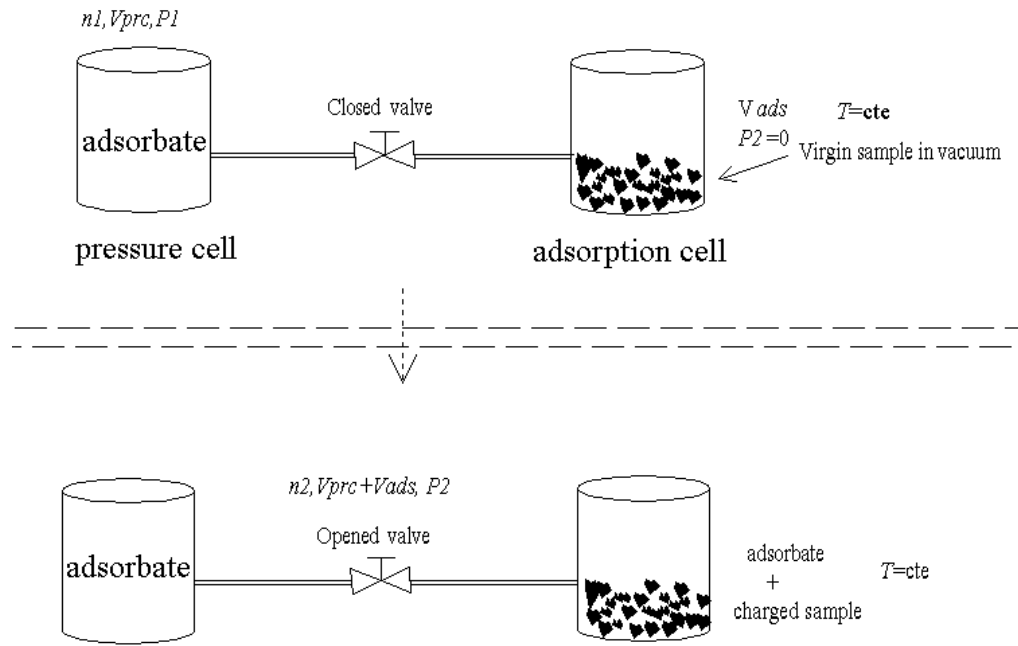 n1,Vprc,P1
adsorbate
Closed valve
V ads
P2=0
T=cte
Virgin sample in vacuum
pressure cell
adsorption cell
n2,Vprc+Vads, P2
adsorbate
Opened valve
adsorbate
+
charged sample
T=cte